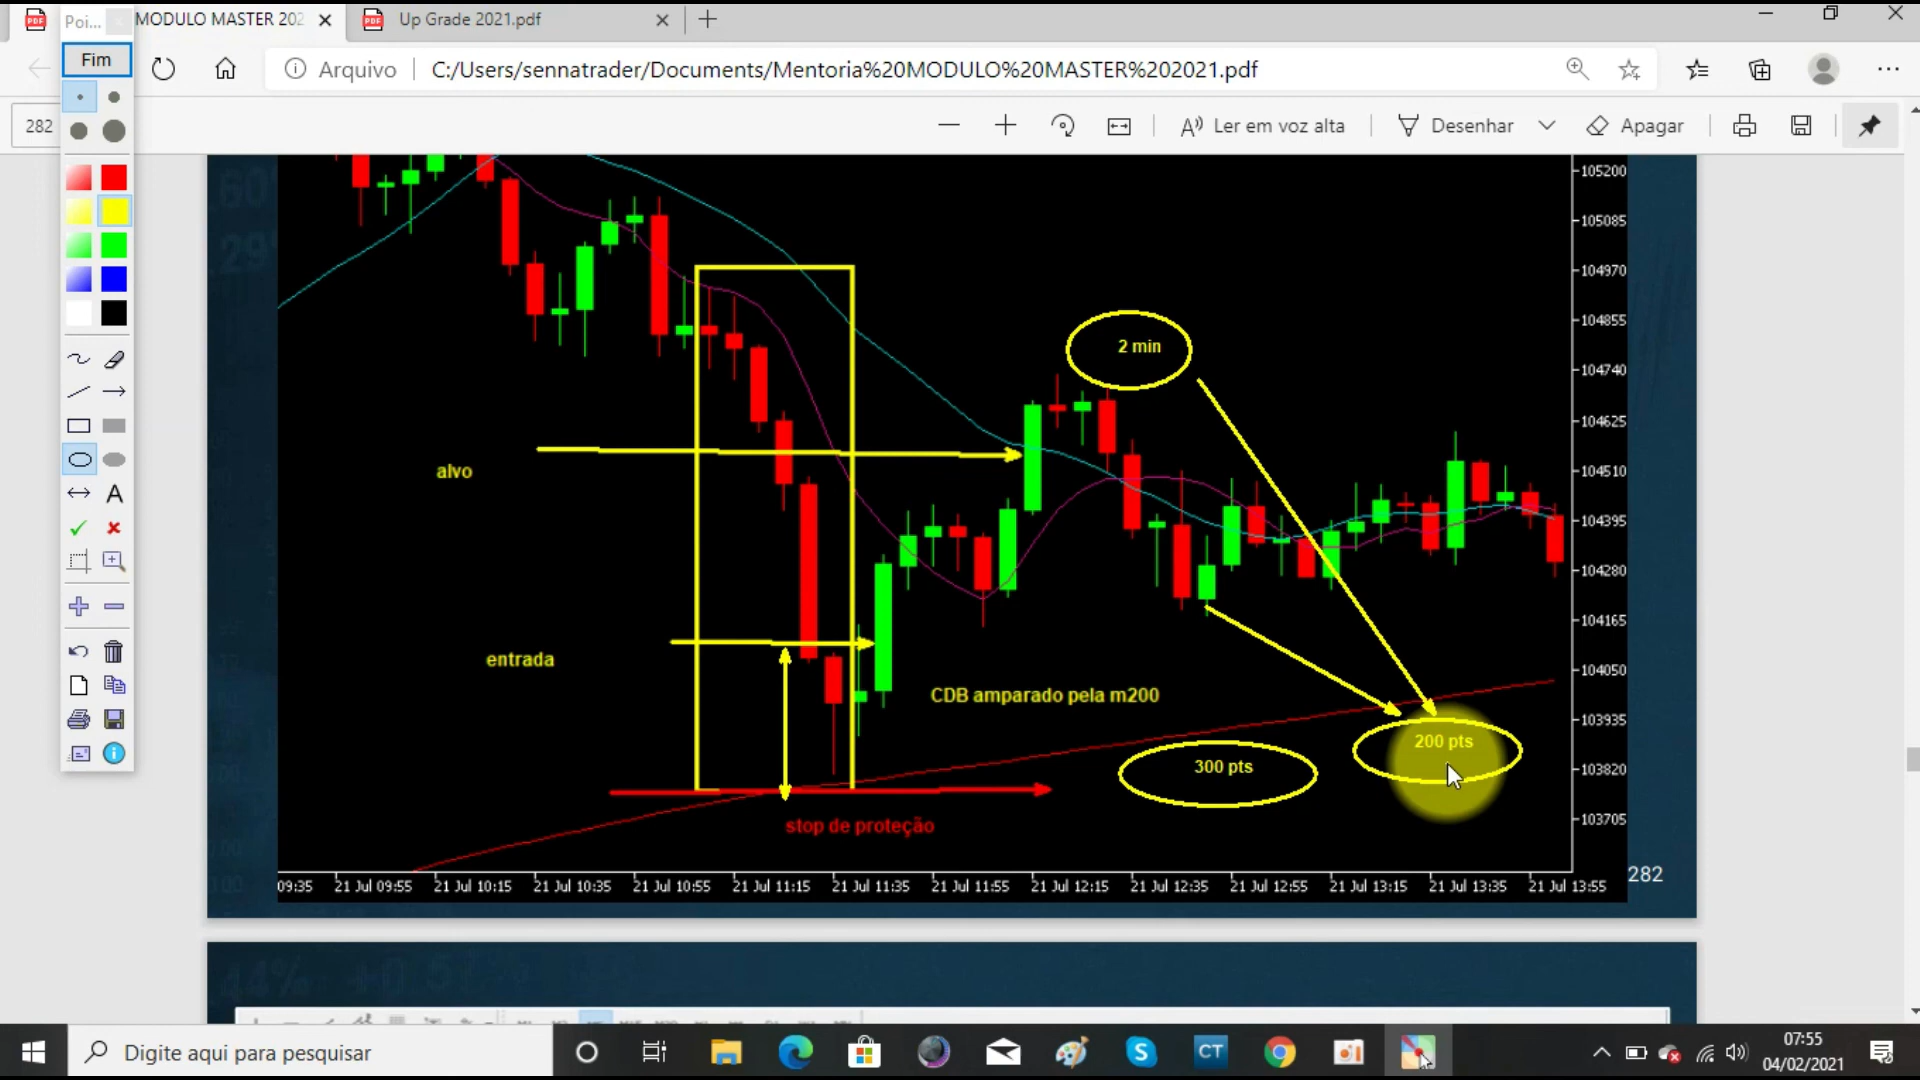 Poi...
MODULO MASTER 202
Up Grade 2021.pdf
Fim
Arquivo
C:/Users/sennatrader/Documents/Mentoria%20MODULO%20MASTER%202021.pdf
282
Ler em voz alta
Desenhar
Apagar
105200
105085
104970
104855
2 min
104740
104625
alvo
104510
104395
104280
104165
entrada
104050
CDB amparado pela m200
103935
200 pts
300 pts
103820
stop de proteção
103705
282
09:35
21 Jul 09:55
21 Jul 10:15
21 Jul 10:35
21 Jul 10:55
21 Jul 11:15
21 Jul 11:35
21 Jul 11:55
21 Jul 12:15
21 Jul 12:35
21 Jul 12:55
21 Jul 13:15
21 Jul 13:35
21 Jul 13:55
Digite aqui para pesquisar
CT
07:55
04/02/2021